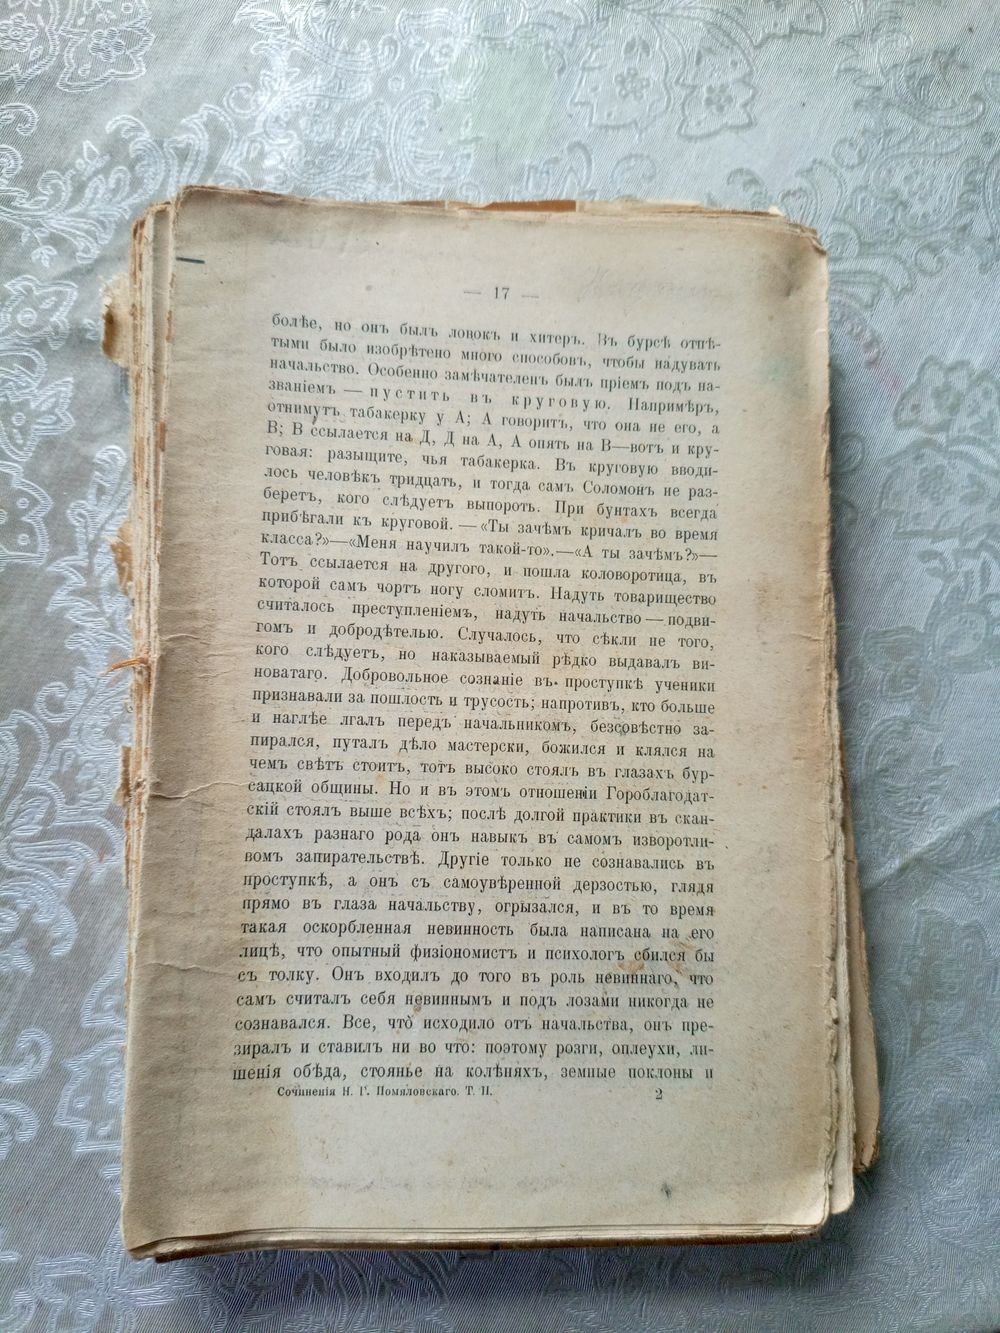 — 17 —
болѣе, но онъ былъ ловокъ и хитеръ. Въ бурсѣ отпѣ-
тыми было изобрѣтено много способовъ, чтобы надувать
начальство. Особенно замѣчателенъ былъ пріемъ подъ на-
званіемъ — пустить въ круговую. Напримѣръ,
отнимутъ табакерку у А; А говоритъ, что она не его, а
В; В ссылается на Д, Д на А, А опять на В—вотъ и кру-
говая: разыщите, чья табакерка. Въ круговую вводи-
лось человѣкъ тридцать, и тогда самъ Соломонъ не раз-
беретъ, кого слѣдуетъ выпороть. При бунтахъ всегда
прибѣгали къ круговой. — «Ты зачѣмъ кричалъ во время
класса?»—«Меня научилъ такой-то».—«А ты зачѣмъ?»—
Тотъ ссылается на другого, и пошла коловоротица, въ
которой самъ чортъ ногу сломитъ. Надуть товарищество
считалось преступленіемъ, надуть начальство — подви-
гомъ и добродѣтелью. Случалось, что сѣкли не того,
кого слѣдуетъ, но наказываемый рѣдко выдавалъ ви-
новатаго. Добровольное сознаніе въ проступкѣ ученики
признавали за пошлость и трусость; напротивъ, кто больше
и наглѣе лгалъ передъ начальникомъ, безсовѣстно за-
пирался, путалъ дѣло мастерски, божился и клялся на
чемъ свѣтъ стоитъ, тотъ высоко стоялъ въ глазахъ бур-
сацкой общины. Но и въ этомъ отношеніи Гороблагодат-
скій стоялъ выше всѣхъ; послѣ долгой практики въ скан-
далахъ разнаго рода онъ навыкъ въ самомъ изворотли-
вомъ запирательствѣ. Другіе только не сознавались въ
проступкѣ, а онъ съ самоувѣренной дерзостью, глядя
прямо въ глаза начальству, огрызался, и въ то время
такая оскорбленная невинность была написана на его
лицѣ, что опытный физіономистъ и психологъ сбился бы
съ толку. Онъ входилъ до того въ роль невиннаго, что
самъ считалъ себя невиннымъ и подъ лозами никогда не
сознавался. Все, что исходило отъ начальства, онъ пре-
зиралъ и ставилъ ни во что: поэтому розги, оплеухи, ли-
шенія обѣда, стоянье на колѣняхъ, земные поклоны и
Сочиненія Н. Г. Помяловскаго. Т. II. 2